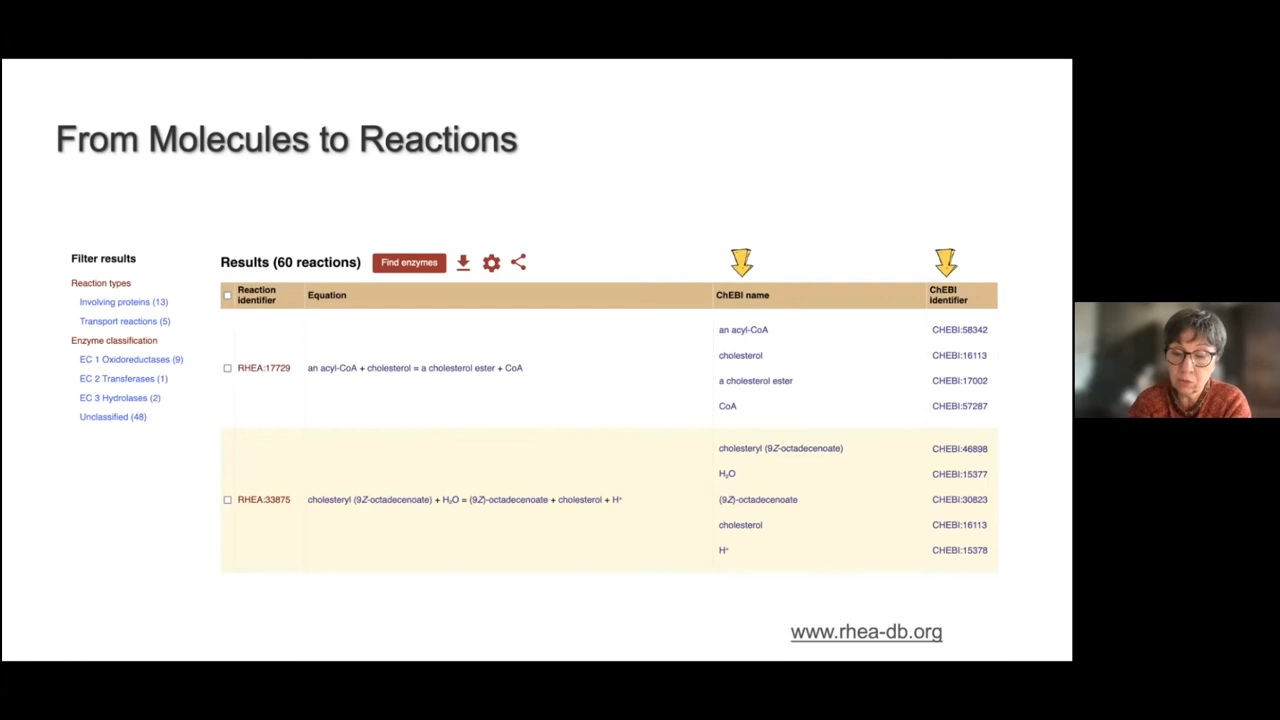 From Molecules to Reactions
Filter results
Reaction types
Involving proteins (13)
Transport reactions (5)
Enzyme classification
EC 1 Oxidoreductases (9)
EC 2 Transferases (1)
EC 3 Hydrolases (2)
Unclassified (48)
Results (60 reactions) Find enzymes
Reaction identifier Equation ChEBI name ChEBI identifier
RHEA:17729 an acyl-CoA + cholesterol = a cholesterol ester + CoA
an acyl-CoA CHEBI:58342
cholesterol CHEBI:16113
a cholesterol ester CHEBI:17002
CoA CHEBI:57287
RHEA:33875 cholesteryl (9Z-octadecenoate) + H₂O = (9Z)-octadecenoate + cholesterol + H⁺
cholesteryl (9Z-octadecenoate) CHEBI:46898
H₂O CHEBI:15377
(9Z)-octadecenoate CHEBI:30823
cholesterol CHEBI:16113
H⁺ CHEBI:15378
www.rhea-db.org